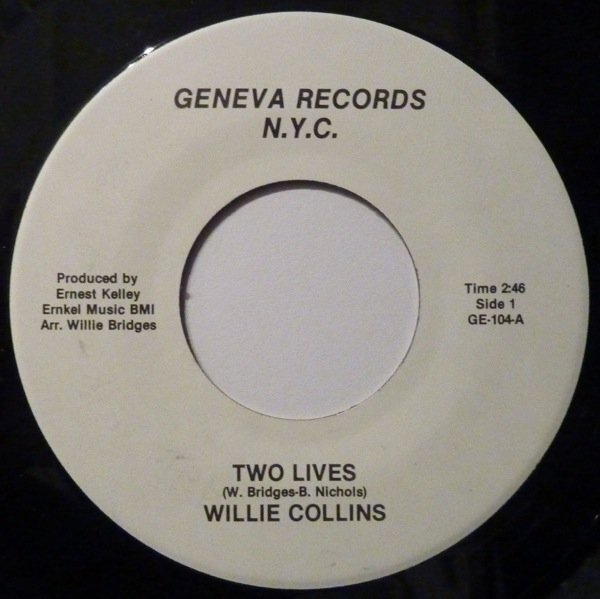 GENEVA RECORDS
N.Y.C.
Produced by
Ernest Kelley
Ernkel Music BMI
Arr. Willie Bridges
Time 2:46
Side 1
GE-104-A
TWO LIVES
(W. Bridges-B. Nichols)
WILLIE COLLINS